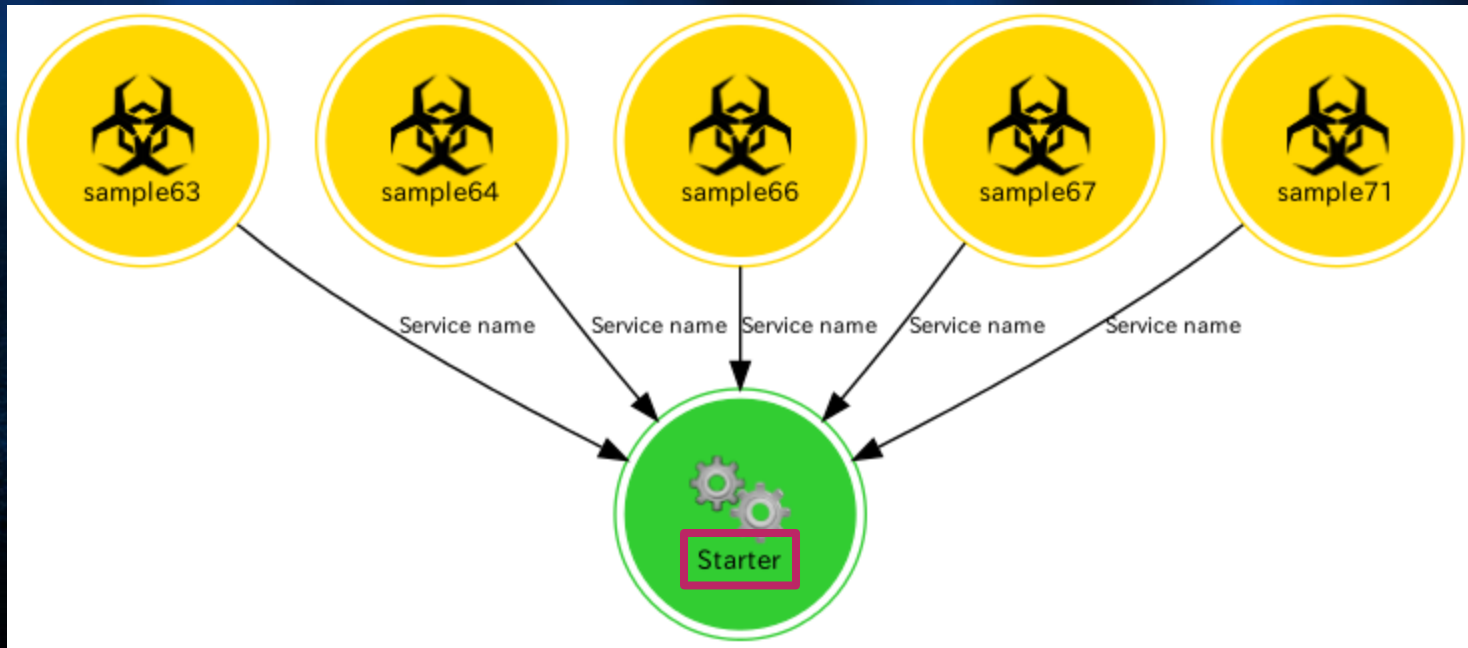 sample63
sample64
sample66
sample67
sample71
Service name
Service name
Service name
Service name
Service name
Starter